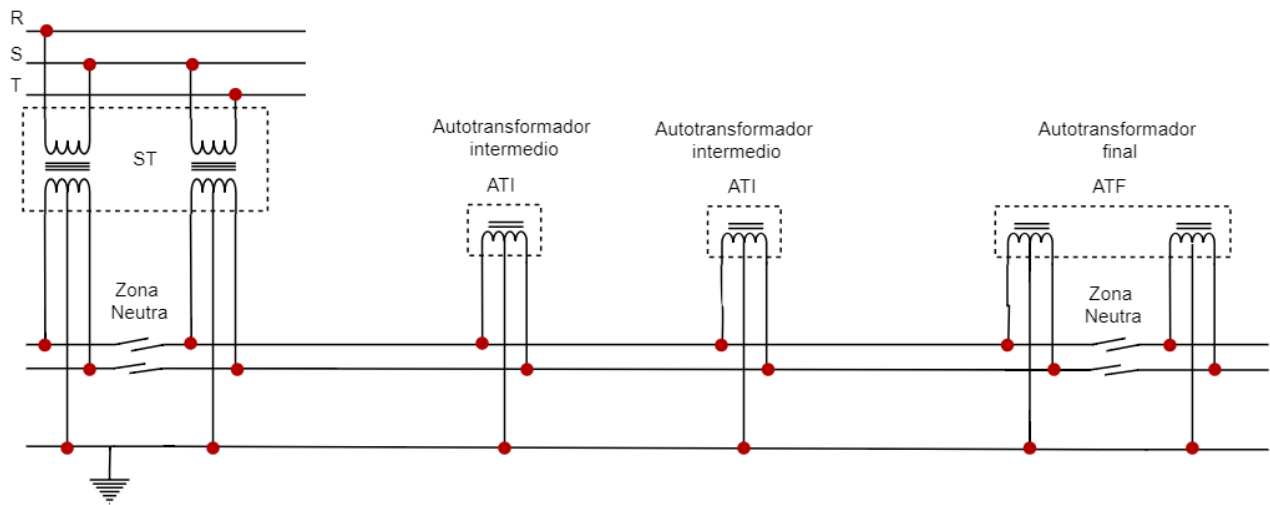 R
S
T
ST
Autotransformador
intermedio
ATI
Autotransformador
intermedio
ATI
Autotransformador
final
ATF
Zona
Neutra
Zona
Neutra